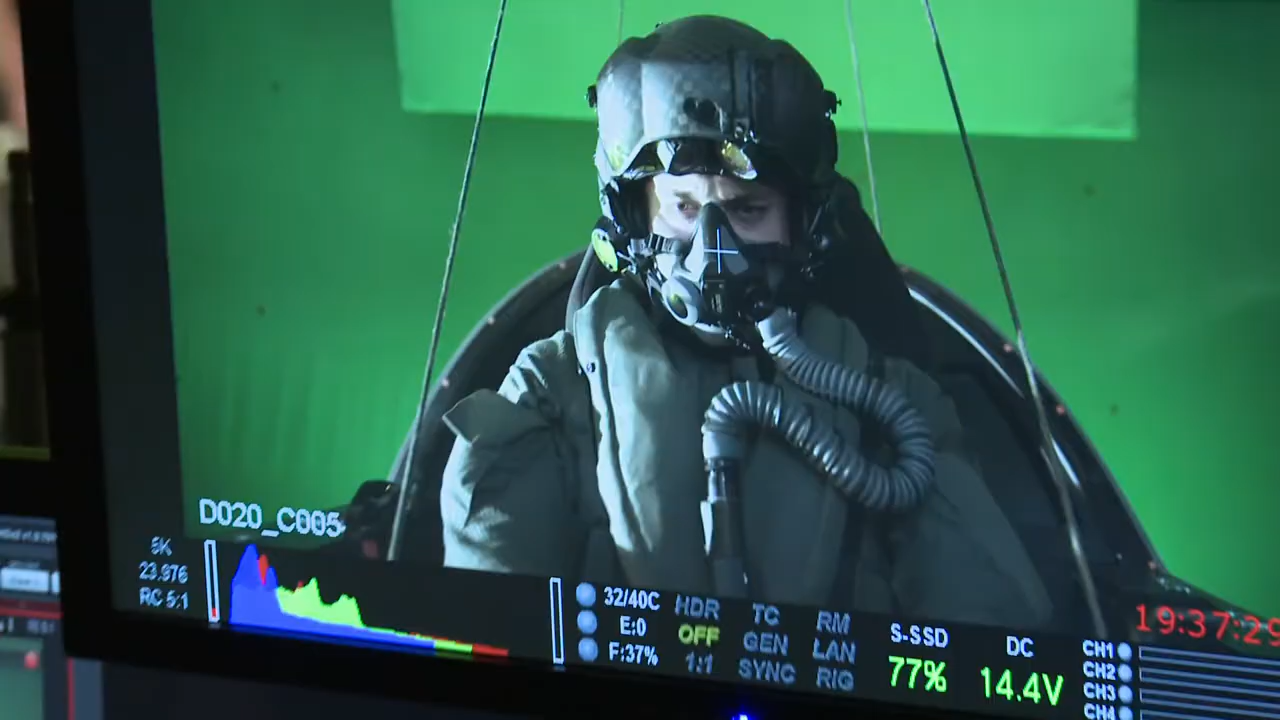 D020_C005
5K
23.976
RC 5:1
32/40C
E:0
F:37%
HDR
OFF
1:1
TC
GEN
SYNC
RM
LAN
RIG
S-SSD
77%
DC
14.4V
19:37:29
CH1
CH2
CH3
CH4